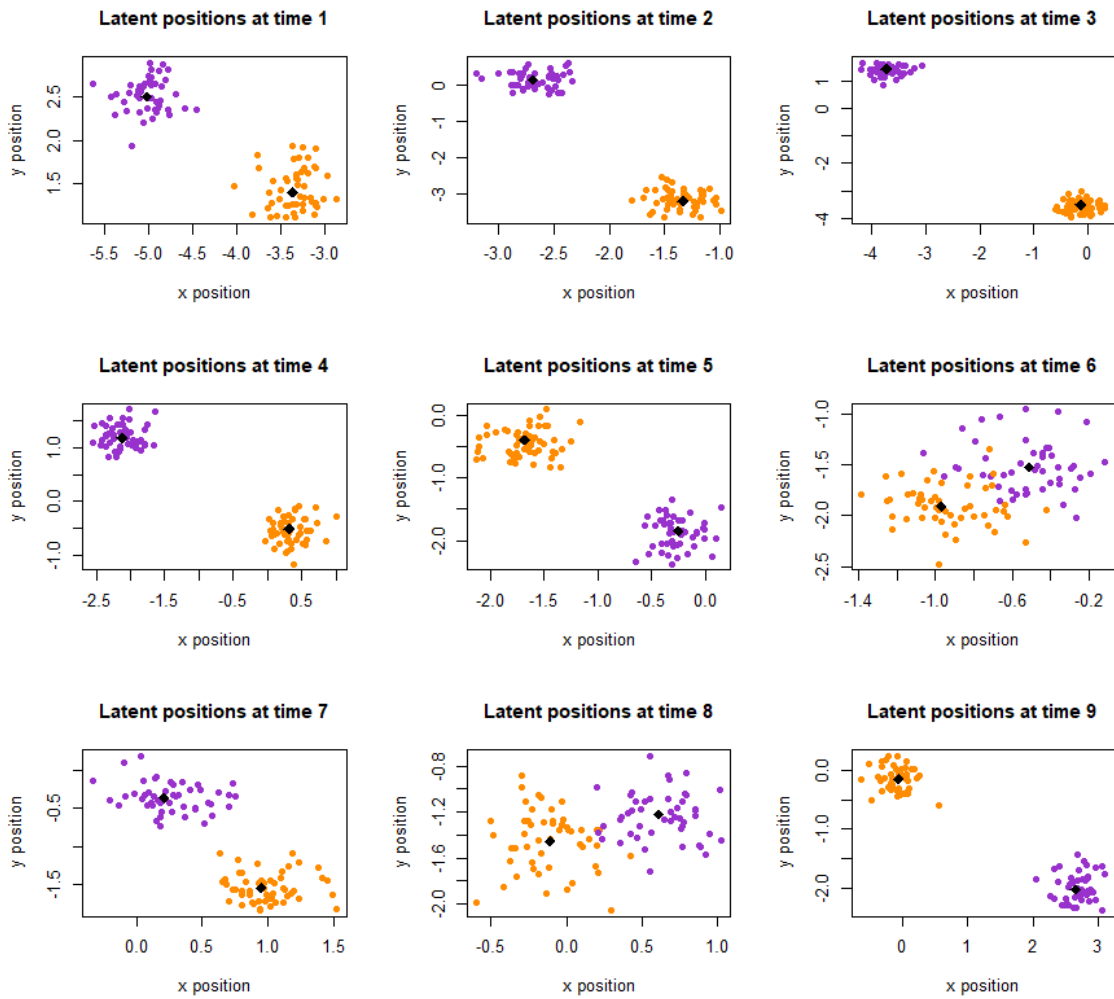 Latent positions at time 1
Latent positions at time 2
Latent positions at time 3
y position
1.5 2.0 2.5
-5.5 -5.0 -4.5 -4.0 -3.5 -3.0
x position
y position
-3 -2 -1 0
-3.0 -2.5 -2.0 -1.5 -1.0
x position
y position
-4 -2 0 1
-4 -3 -2 -1 0
x position
Latent positions at time 4
Latent positions at time 5
Latent positions at time 6
y position
-1.0 0.0 1.0
-2.5 -1.5 -0.5 0.5
x position
y position
-2.0 -1.0 0.0
-2.0 -1.5 -1.0 -0.5 0.0
x position
y position
-2.5 -2.0 -1.5 -1.0
-1.4 -1.0 -0.6 -0.2
x position
Latent positions at time 7
Latent positions at time 8
Latent positions at time 9
y position
-1.5 -0.5
0.0 0.5 1.0 1.5
x position
y position
-2.0 -1.6 -1.2 -0.8
-0.5 0.0 0.5 1.0
x position
y position
-2.0 -1.0 0.0
0 1 2 3
x position